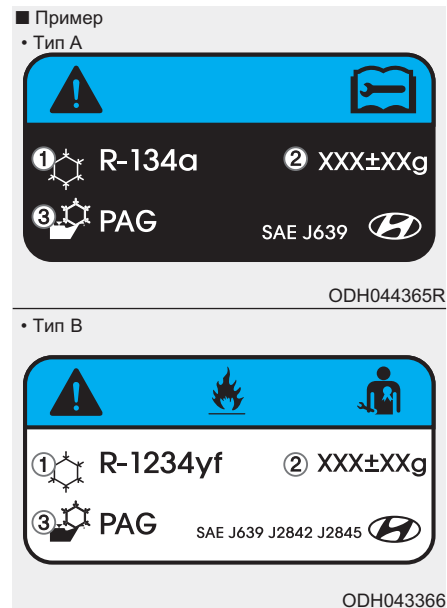 ■ Пример
• Тип A
① R-134a ② XXX±XXg
③ PAG SAE J639
ODH044365R
• Тип B
① R-1234yf ② XXX±XXg
③ PAG SAE J639 J2842 J2845
ODH043366